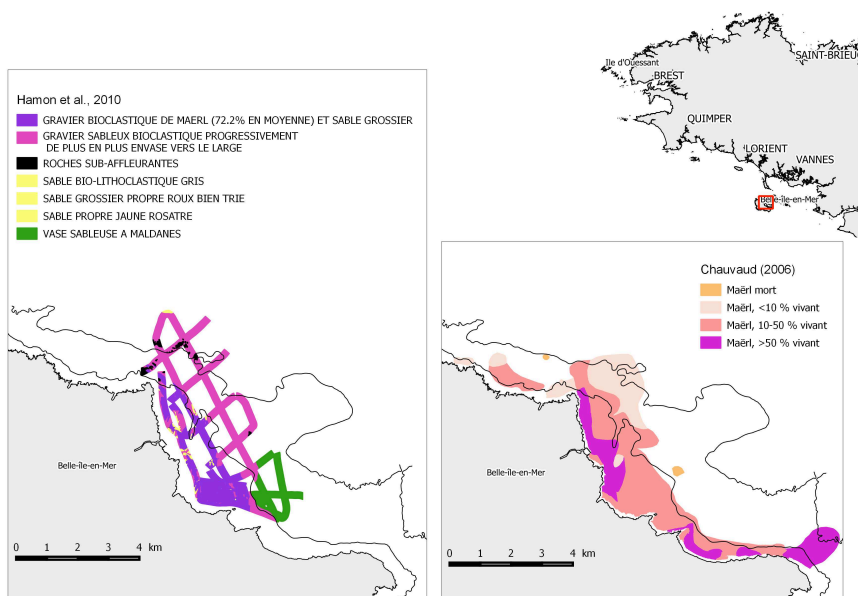 Hamon et al., 2010
GRAVIER BIOCLASTIQUE DE MAERL (72.2% EN MOYENNE) ET SABLE GROSSIER
GRAVIER SABLEUX BIOCLASTIQUE PROGRESSIVEMENT
DE PLUS EN PLUS ENVASE VERS LE LARGE
ROCHES SUB-AFFLEURANTES
SABLE BIO-LITHOCLASTIQUE GRIS
SABLE GROSSIER PROPRE ROUX BIEN TRIE
SABLE PROPRE JAUNE ROSATRE
VASE SABLEUSE A MALDANES
Belle-île-en-Mer
0 1 2 3 4 km
SAINT-BRIEU
Ile d'Ouessant
BREST
QUIMPER
LORIENT
VANNES
Belle-île-en-Mer
Chauvaud (2006)
Maërl mort
Maërl, <10 % vivant
Maërl, 10-50 % vivant
Maërl, >50 % vivant
Belle-île-en-Mer
0 1 2 3 4 km